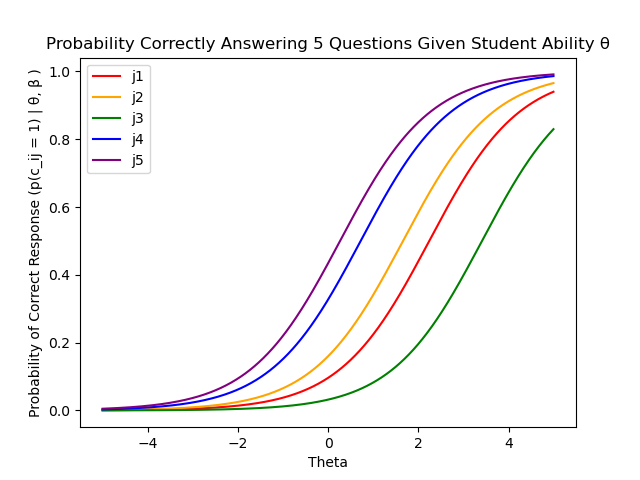 Probability Correctly Answering 5 Questions Given Student Ability θ
Probability of Correct Response (p(c_ij = 1) | θ, β )
1.0
0.8
0.6
0.4
0.2
0.0
j1
j2
j3
j4
j5
−4
−2
0
2
4
Theta